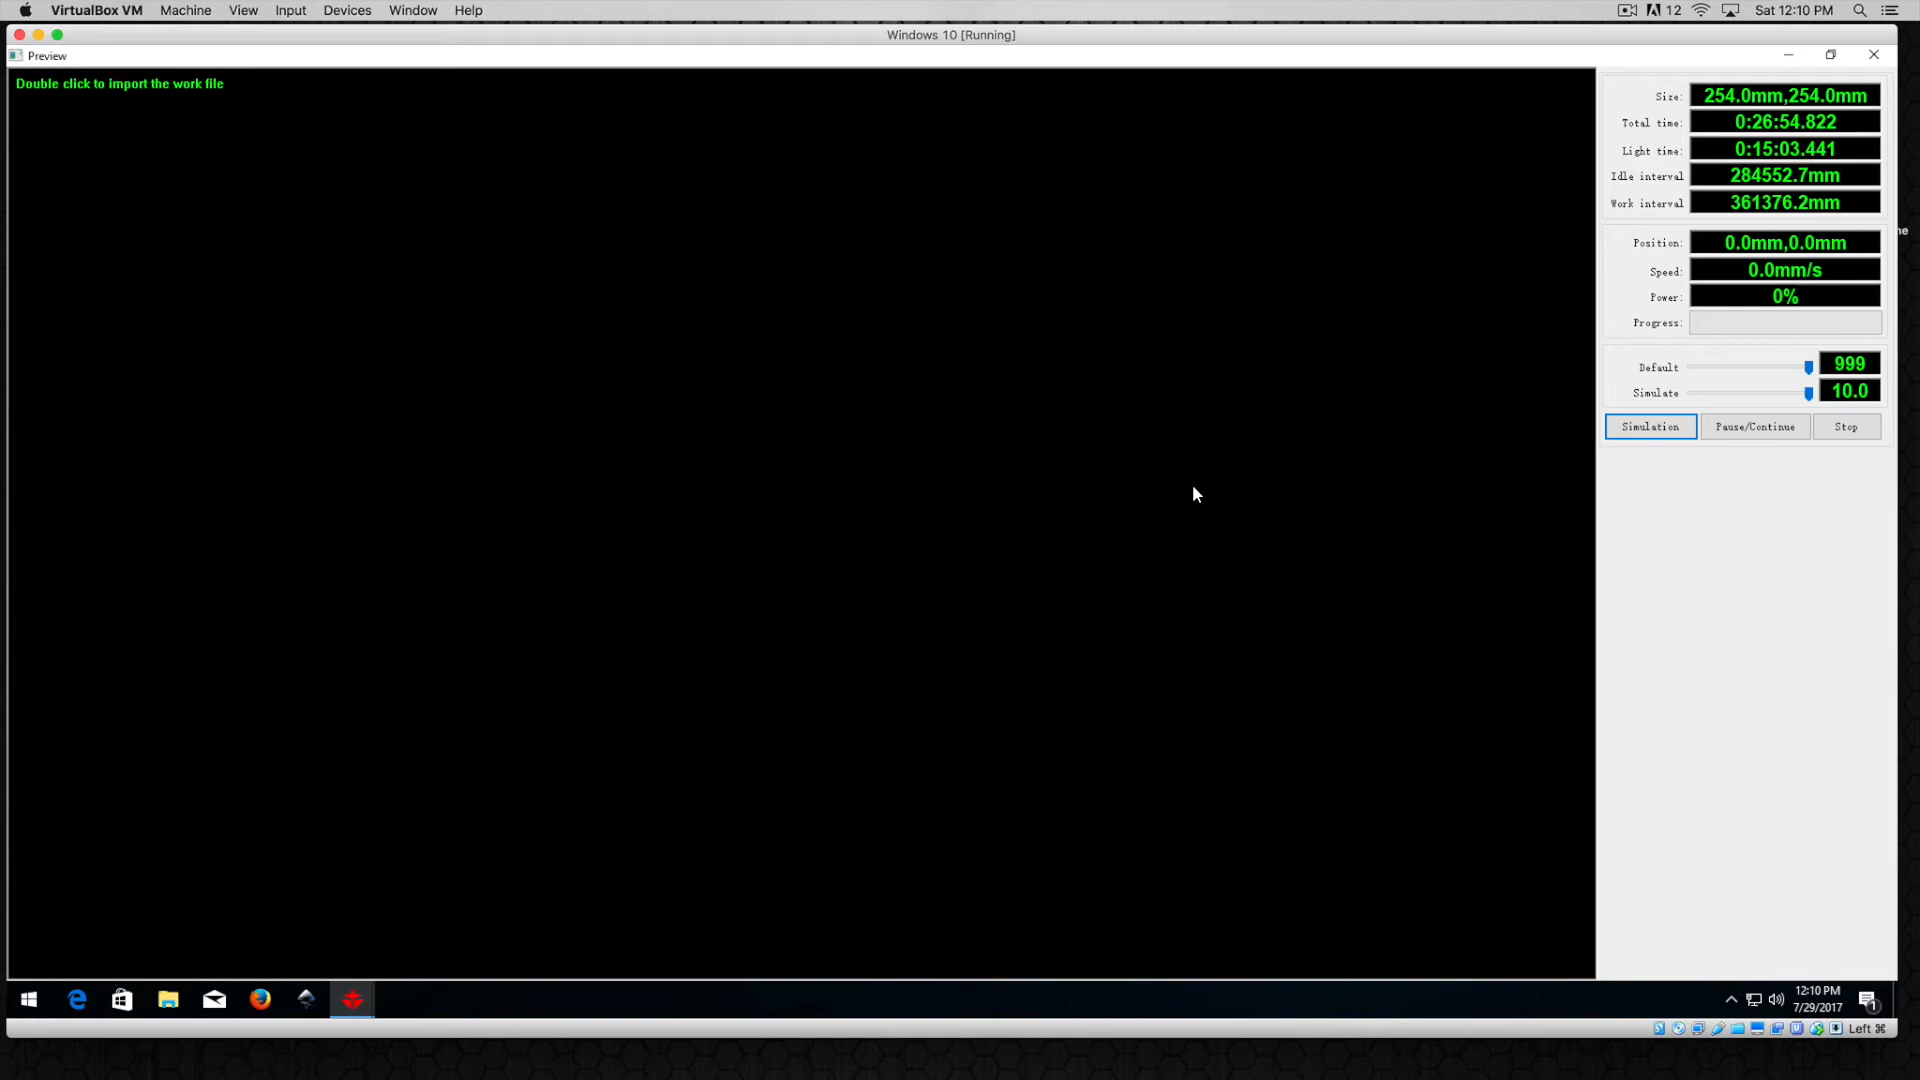 VirtualBox VM Machine View Input Devices Window Help 12 Sat 12:10 PM
Windows 10 [Running]
Preview
Double click to import the work file
Size: 254.0mm,254.0mm
Total time: 0:26:54.822
Light time: 0:15:03.441
Idle interval 284552.7mm
Work interval 361376.2mm
ne
Position: 0.0mm,0.0mm
Speed: 0.0mm/s
Power: 0%
Progress:
Default 999
Simulate 10.0
Simulation Pause/Continue Stop
12:10 PM
7/29/2017
1
Left ⌘